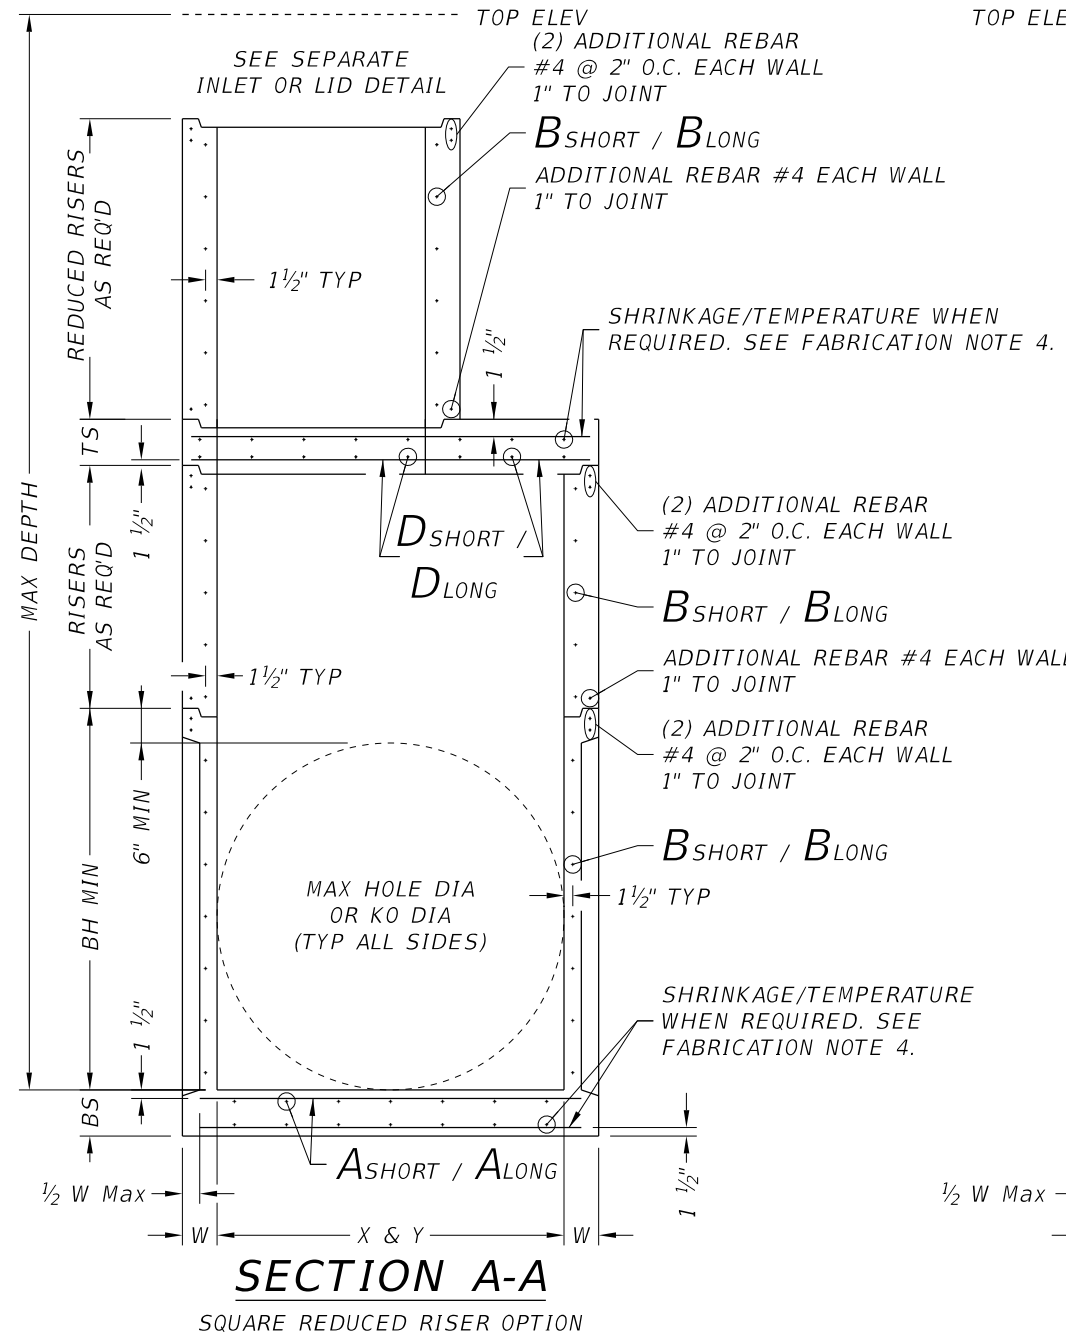 TOP ELEV
TOP ELE
(2) ADDITIONAL REBAR
#4 @ 2" O.C. EACH WALL
1" TO JOINT
SEE SEPARATE
INLET OR LID DETAIL
BSHORT / BLONG
ADDITIONAL REBAR #4 EACH WALL
1" TO JOINT
REDUCED RISERS
AS REQ'D
1½" TYP
SHRINKAGE/TEMPERATURE WHEN
REQUIRED. SEE FABRICATION NOTE 4.
1 ½"
TS
MAX DEPTH
RISERS
AS REQ'D
1 ½"
DSHORT /
DLONG
(2) ADDITIONAL REBAR
#4 @ 2" O.C. EACH WALL
1" TO JOINT
BSHORT / BLONG
ADDITIONAL REBAR #4 EACH WALL
1" TO JOINT
1½" TYP
(2) ADDITIONAL REBAR
#4 @ 2" O.C. EACH WALL
1" TO JOINT
6" MIN
BSHORT / BLONG
BH MIN
MAX HOLE DIA
OR KO DIA
(TYP ALL SIDES)
1½" TYP
SHRINKAGE/TEMPERATURE
WHEN REQUIRED. SEE
FABRICATION NOTE 4.
1 ½"
BS
ASHORT / ALONG
1 ½"
½ W Max
½ W Max
W
X & Y
W
SECTION A-A
SQUARE REDUCED RISER OPTION